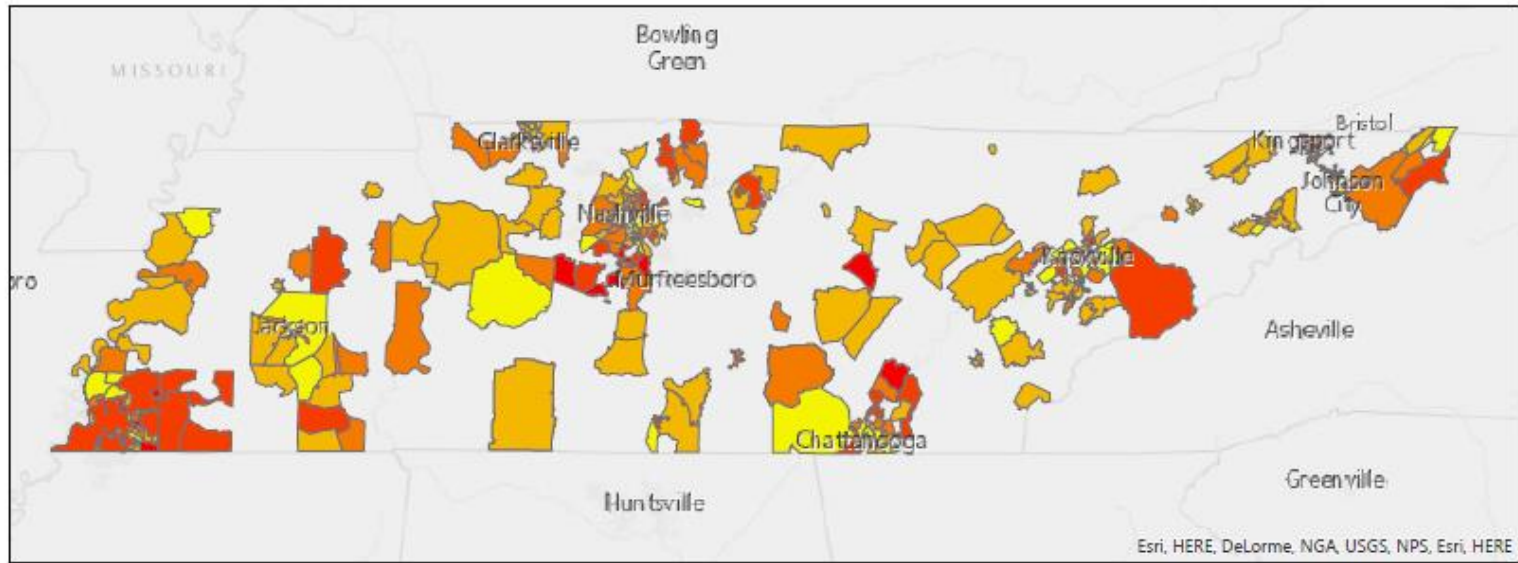 Bowling
Green
MISSOURI
Clarksville
Kingsport
Bristol
Johnson
City
Nashville
Knoxville
ro
Murfreesboro
Jackson
Asheville
Chattanooga
Huntsville
Greenville
Esri, HERE, DeLorme, NGA, USGS, NPS, Esri, HERE